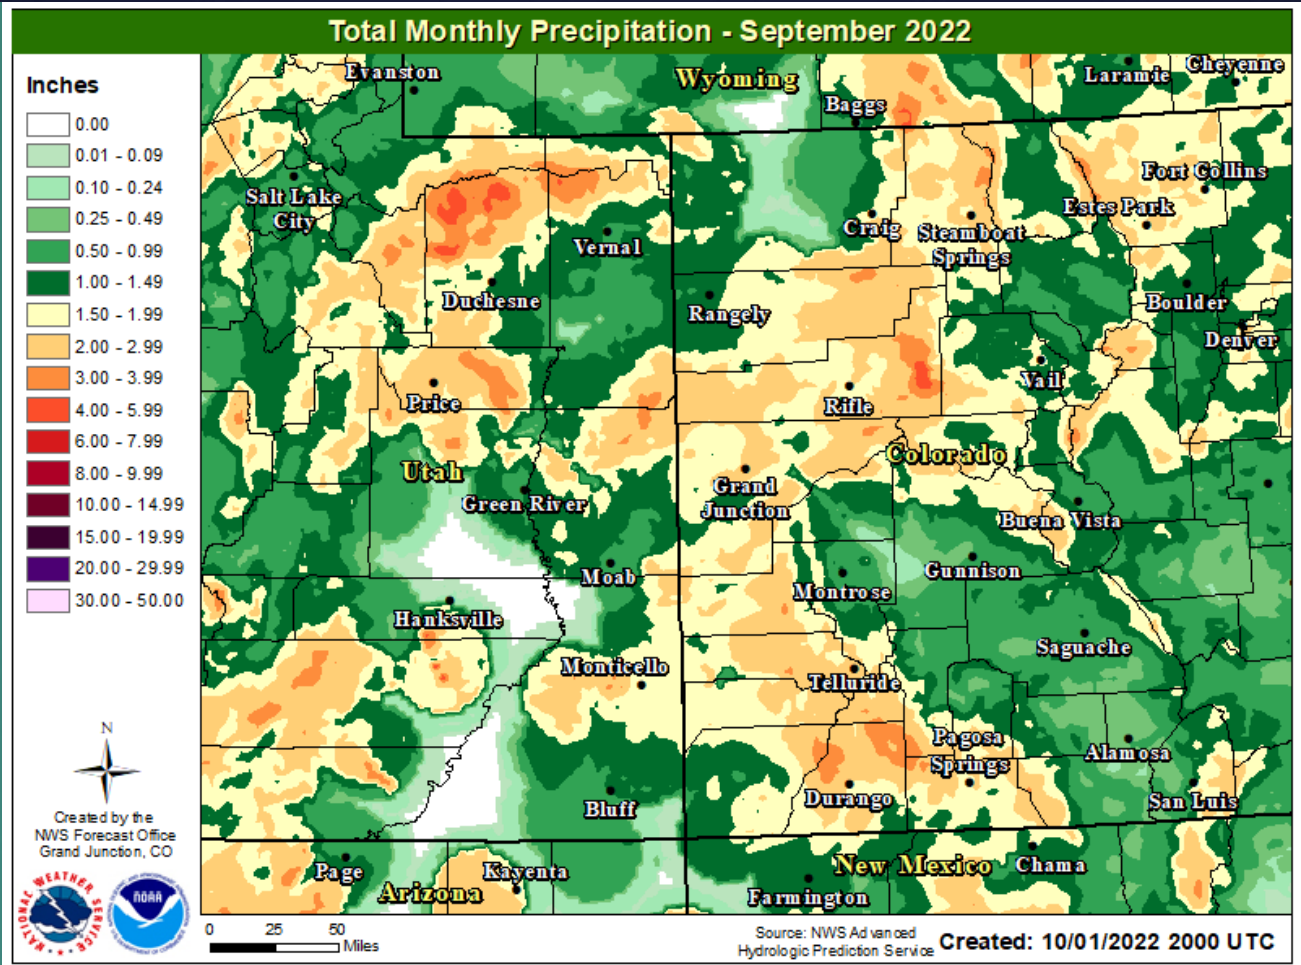 Total Monthly Precipitation - September 2022
Inches
0.00
0.01 - 0.09
0.10 - 0.24
0.25 - 0.49
0.50 - 0.99
1.00 - 1.49
1.50 - 1.99
2.00 - 2.99
3.00 - 3.99
4.00 - 5.99
6.00 - 7.99
8.00 - 9.99
10.00 - 14.99
15.00 - 19.99
20.00 - 29.99
30.00 - 50.00
Evanston
Wyoming
Baggs
Laramie
Cheyenne
Salt Lake
City
Vernal
Craig
Steamboat
Springs
Fort Collins
Estes Park
Duchesne
Rangely
Boulder
Denver
Price
Rifle
Vail
Utah
Colorado
Green River
Grand
Junction
Buena Vista
Moab
Montrose
Gunnison
Hanksville
Saguache
Monticello
Telluride
Pagosa
Springs
Alamosa
Bluff
Durango
San Luis
Page
Arizona
Kayenta
New Mexico
Chama
Farmington
N
Created by the
NWS Forecast Office
Grand Junction, CO
NATIONAL WEATHER SERVICE
NOAA
0 25 50
Miles
Source: NWS Advanced
Hydrologic Prediction Service
Created: 10/01/2022 2000 UTC